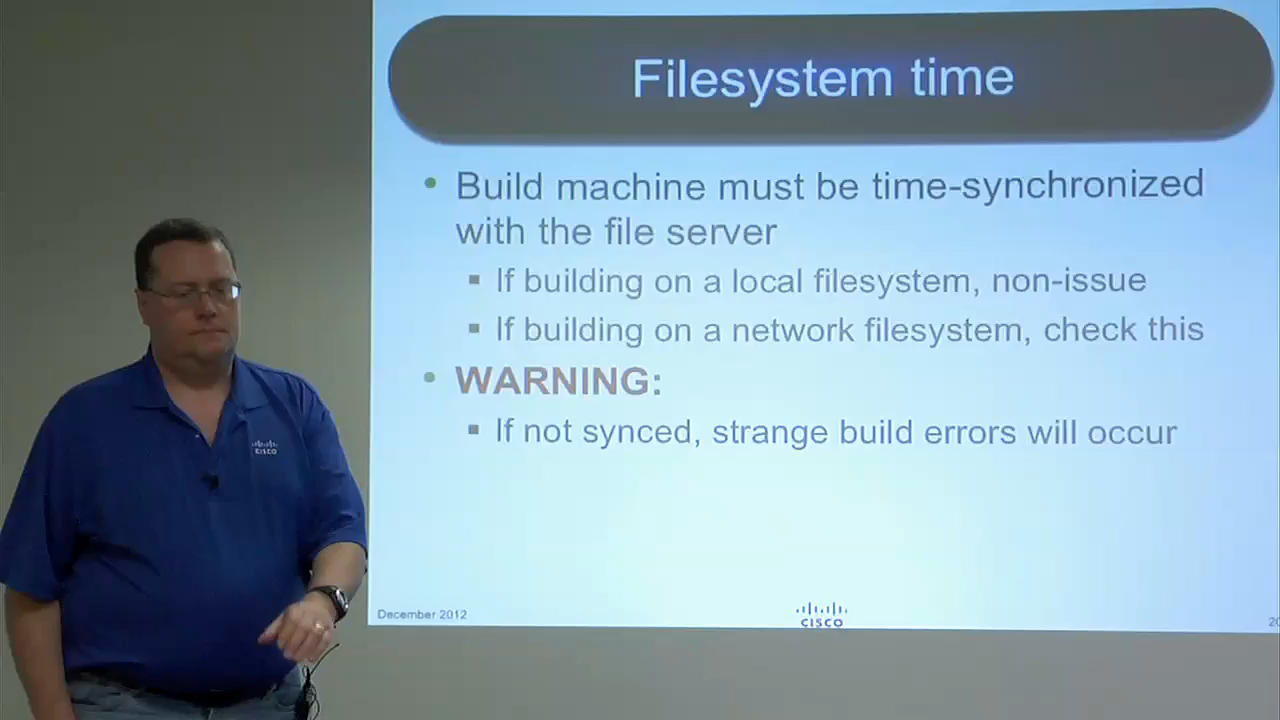 Filesystem time
• Build machine must be time-synchronized
with the file server
▪ If building on a local filesystem, non-issue
▪ If building on a network filesystem, check this
• WARNING:
▪ If not synced, strange build errors will occur
CISCO
December 2012
CISCO